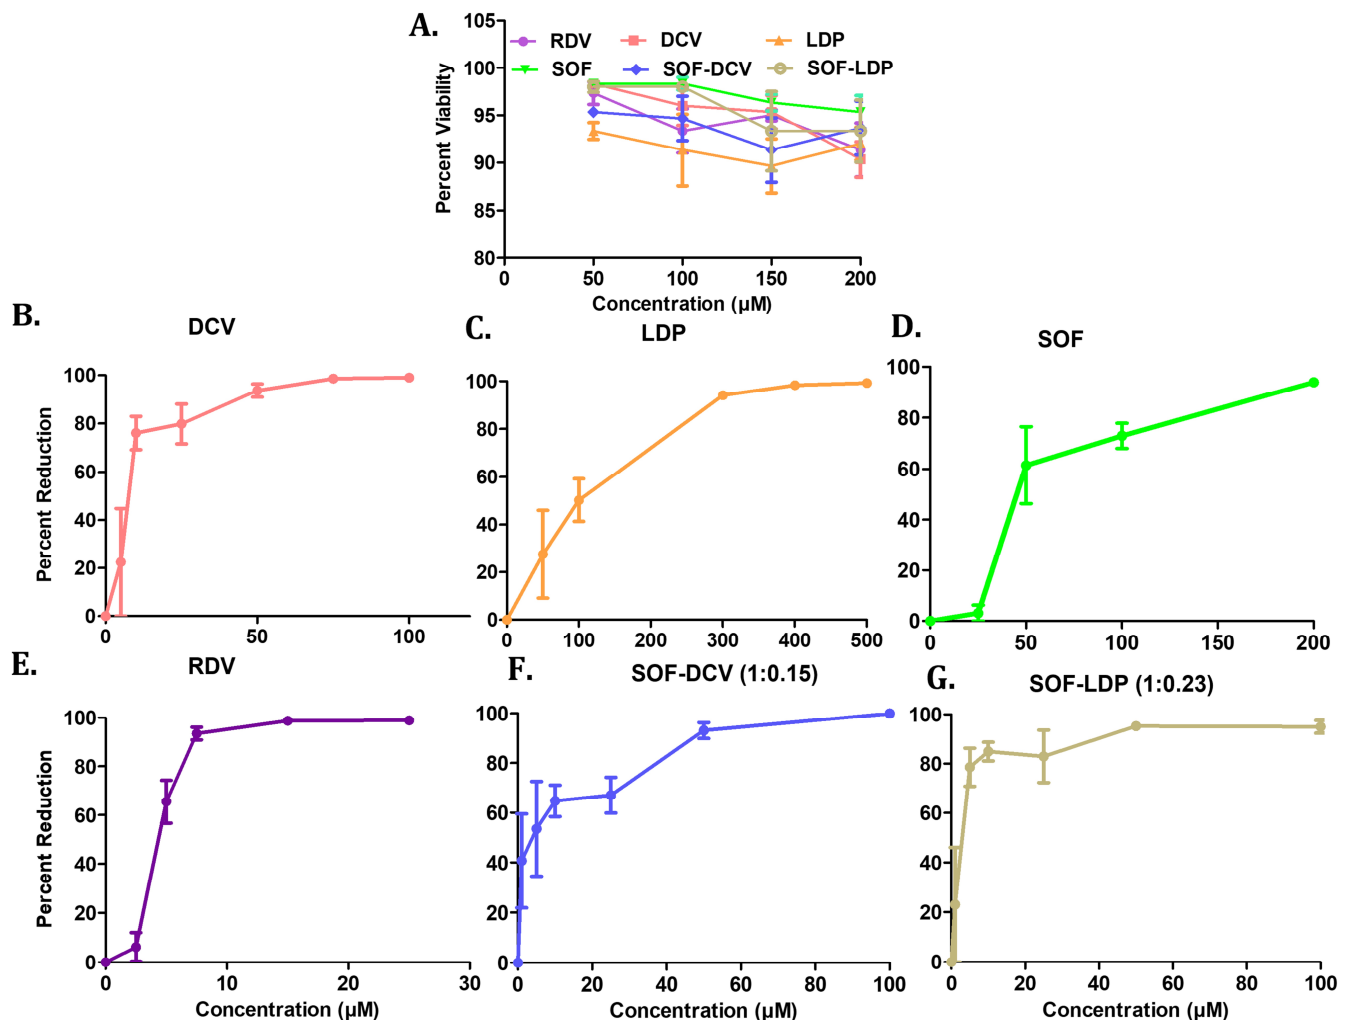 A.
105
100
95
90
85
80
Percent Viability
RDV DCV LDP
SOF SOF-DCV SOF-LDP
0 50 100 150 200
Concentration (µM)
B.
DCV
100
80
60
40
20
0
Percent Reduction
0 50 100
C.
LDP
100
80
60
40
20
0
0 100 200 300 400 500
D.
SOF
100
80
60
40
20
0
0 50 100 150 200
E.
RDV
100
80
60
40
20
0
Percent Reduction
0 10 20 30
Concentration (µM)
F.
SOF-DCV (1:0.15)
100
80
60
40
20
0
0 20 40 60 80 100
Concentration (µM)
G.
SOF-LDP (1:0.23)
100
80
60
40
20
0
0 20 40 60 80 100
Concentration (µM)